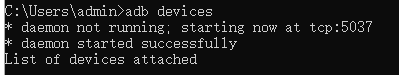 C:\Users\admin>adb devices
* daemon not running; starting now at tcp:5037
* daemon started successfully
List of devices attached